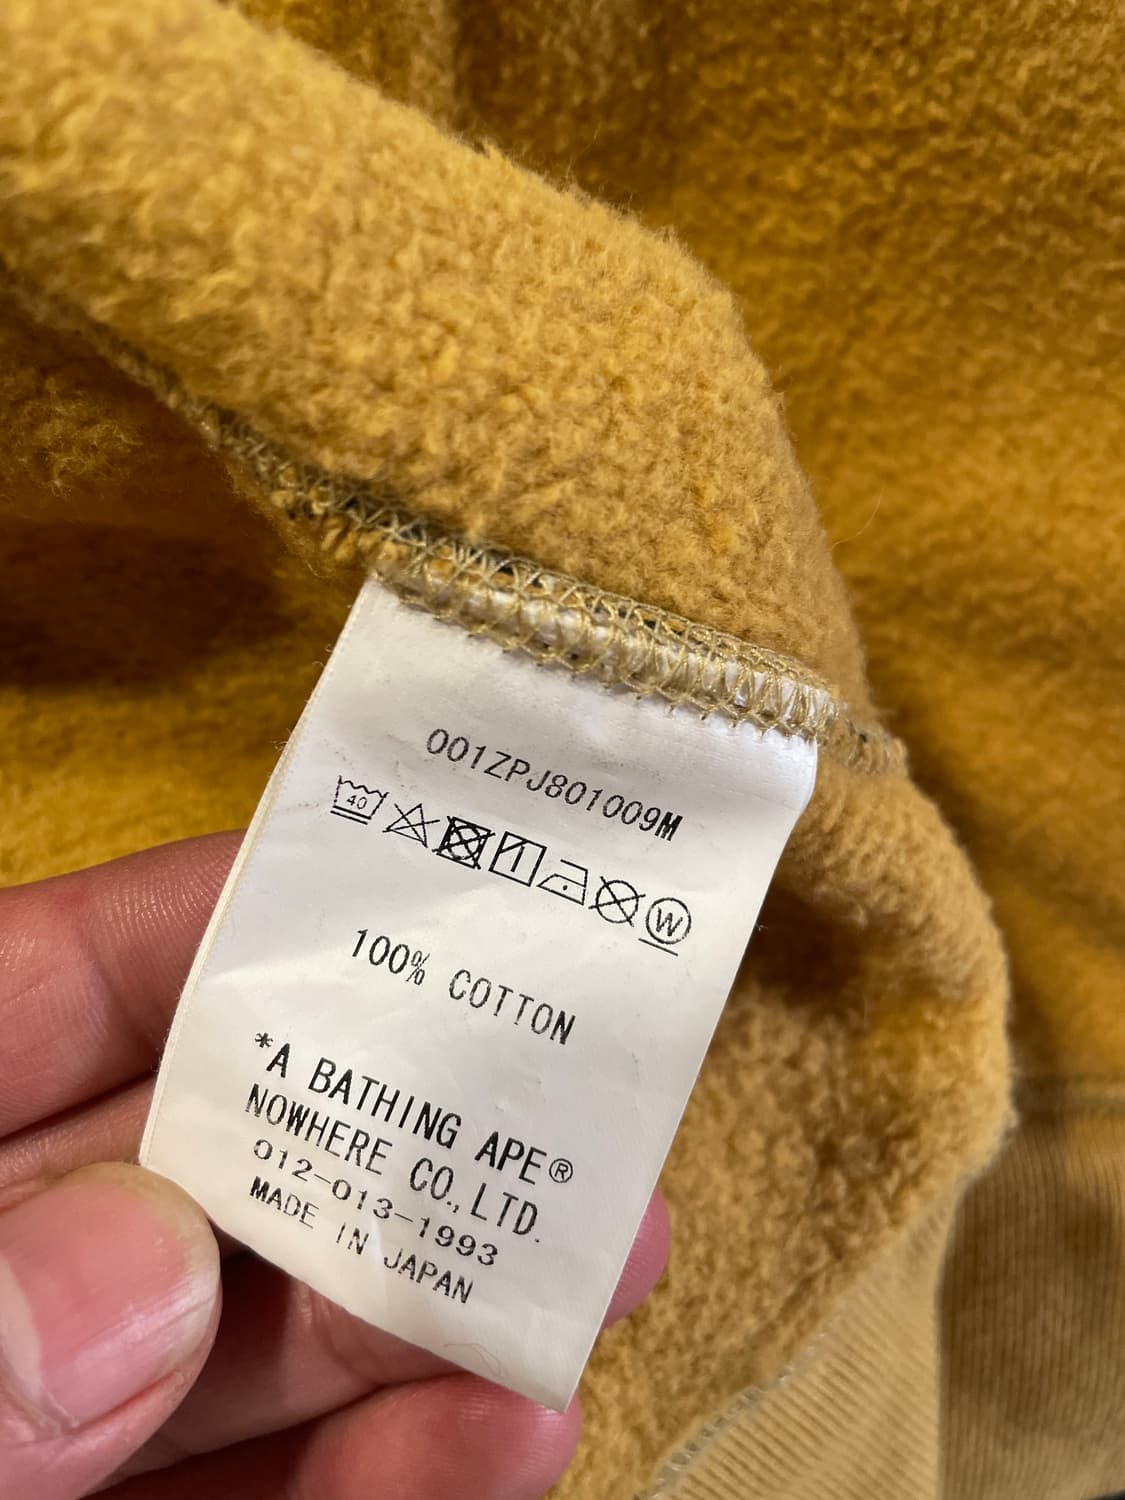 001ZPJ801009M
40
W
100% COTTON
*A BATHING APE®
NOWHERE CO., LTD.
012-013-1993
MADE IN JAPAN